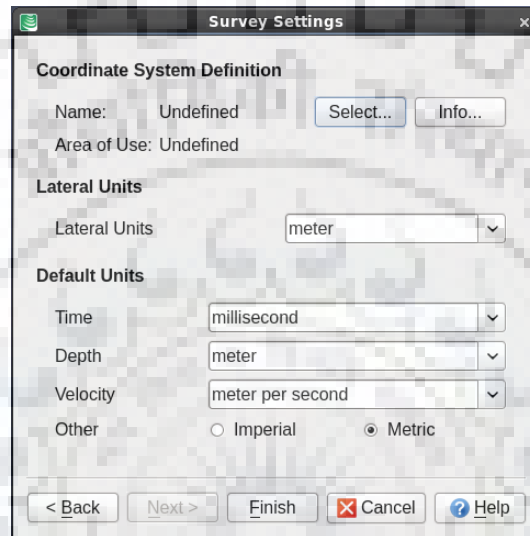 Survey Settings
Coordinate System Definition
Name: Undefined Select... Info...
Area of Use: Undefined
Lateral Units
Lateral Units meter
Default Units
Time millisecond
Depth meter
Velocity meter per second
Other Imperial Metric
< Back Next > Finish Cancel Help